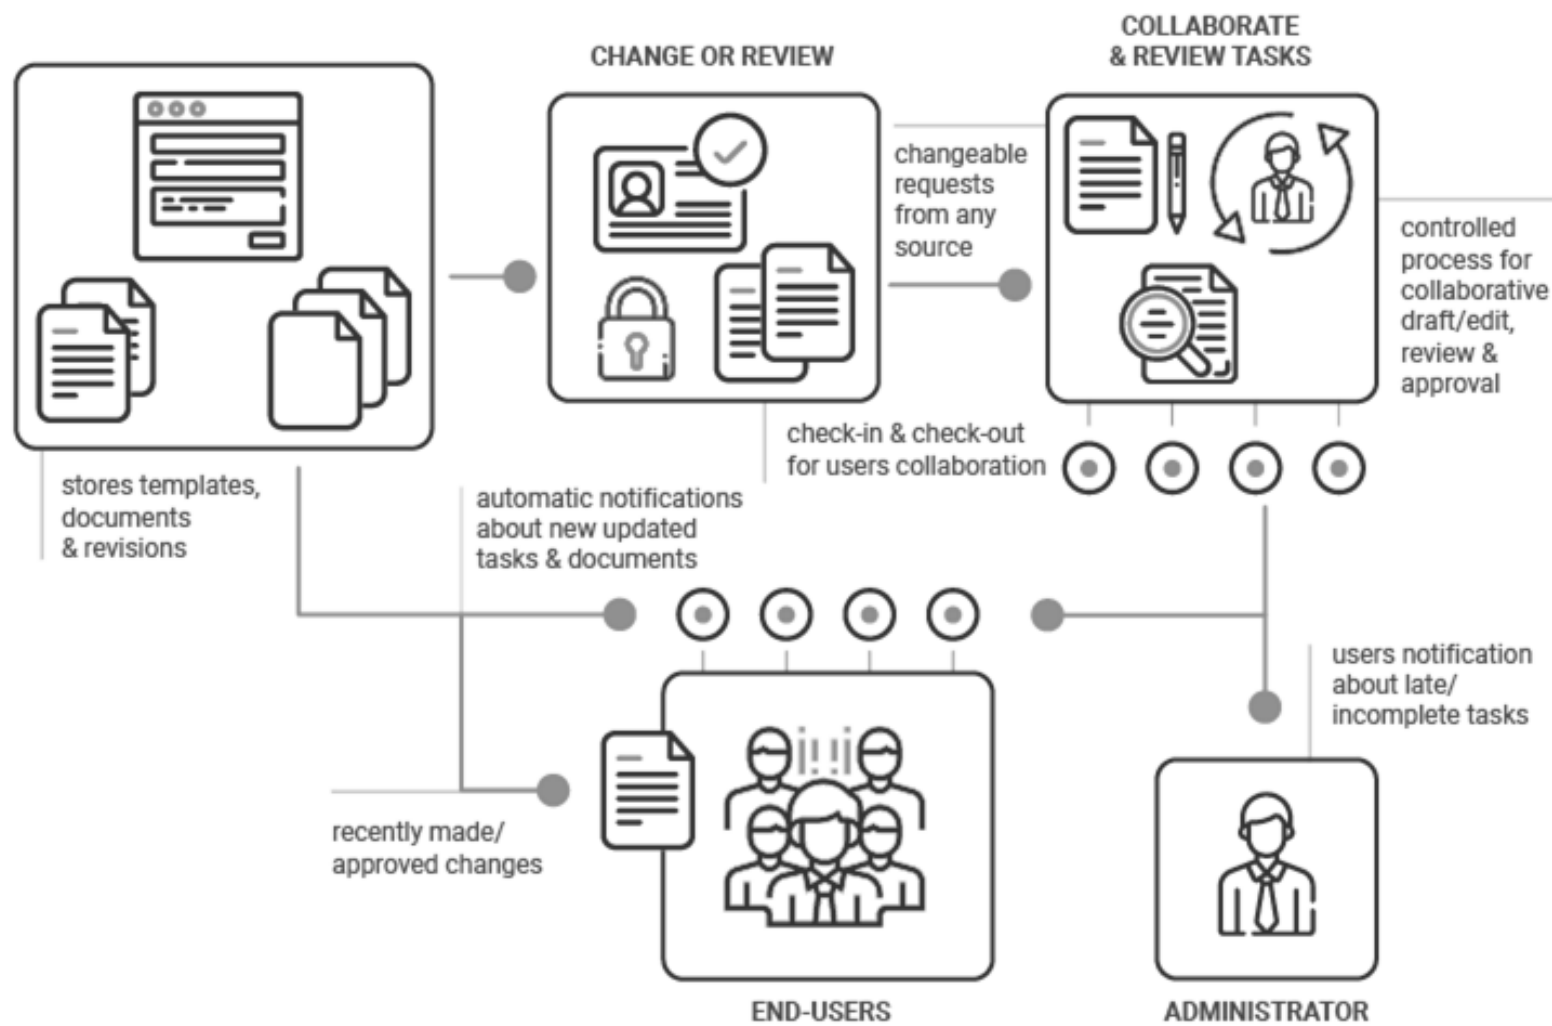 COLLABORATE
& REVIEW TASKS
CHANGE OR REVIEW
changeable
requests
from any
source
controlled
process for
collaborative
draft/edit,
review &
approval
check-in & check-out
for users collaboration
stores templates,
documents
& revisions
automatic notifications
about new updated
tasks & documents
users notification
about late/
incomplete tasks
recently made/
approved changes
END-USERS
ADMINISTRATOR